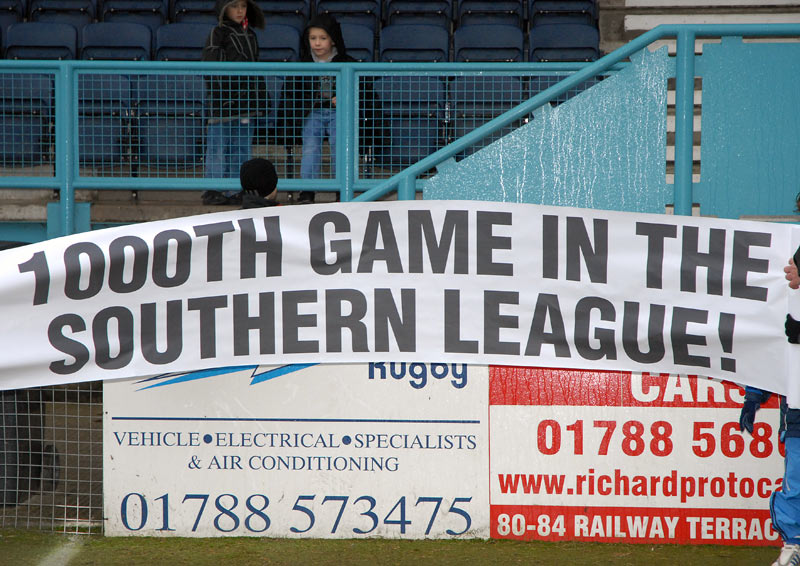 1000TH GAME IN THE
SOUTHERN LEAGUE!
Rugby
VEHICLE•ELECTRICAL•SPECIALISTS
& AIR CONDITIONING
01788 573475
CARS
01788 568
www.richardprotoca
80-84 RAILWAY TERRAC